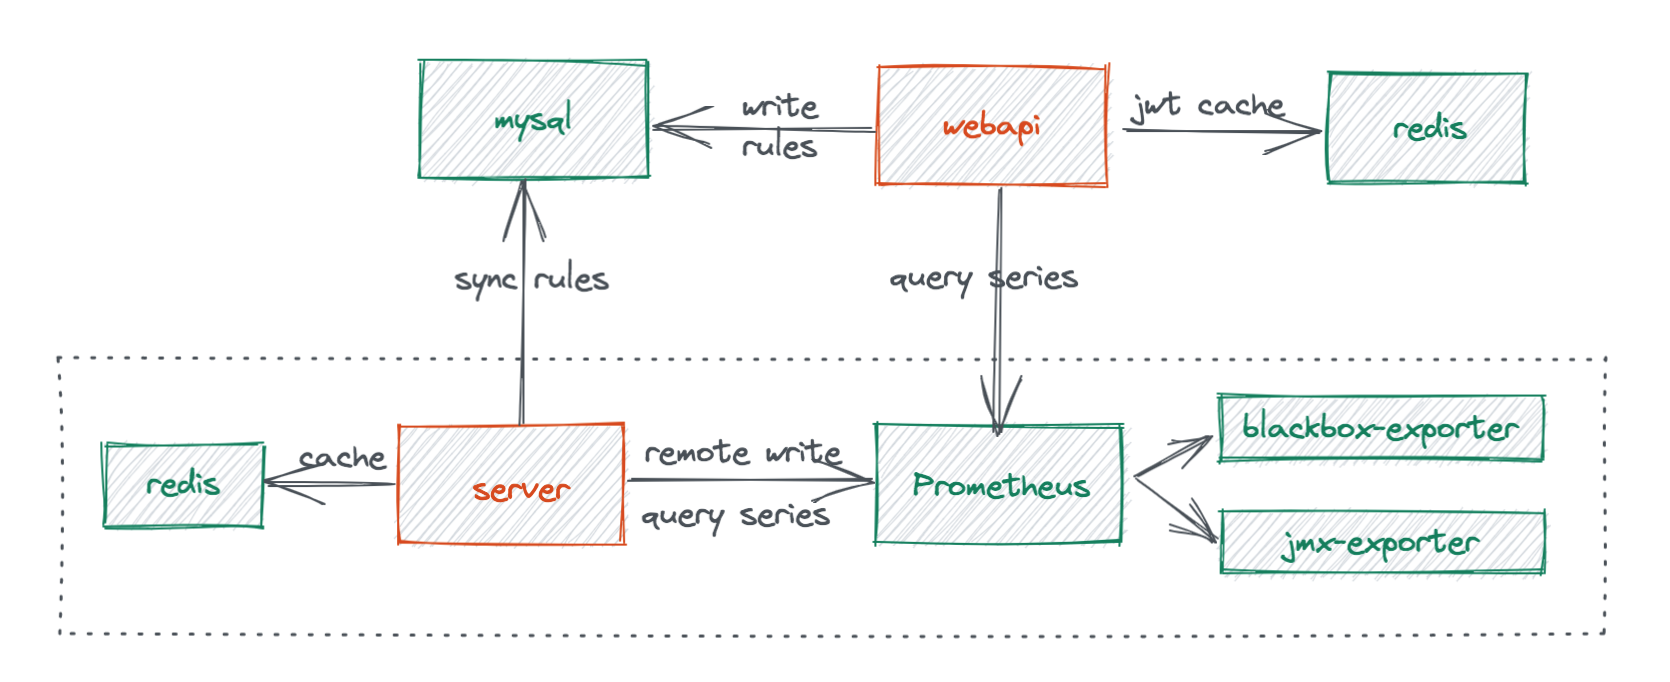 mysql
write
rules
webapi
jwt cache
redis
sync rules
query series
redis
cache
server
remote write
query series
Prometheus
blackbox-exporter
jmx-exporter